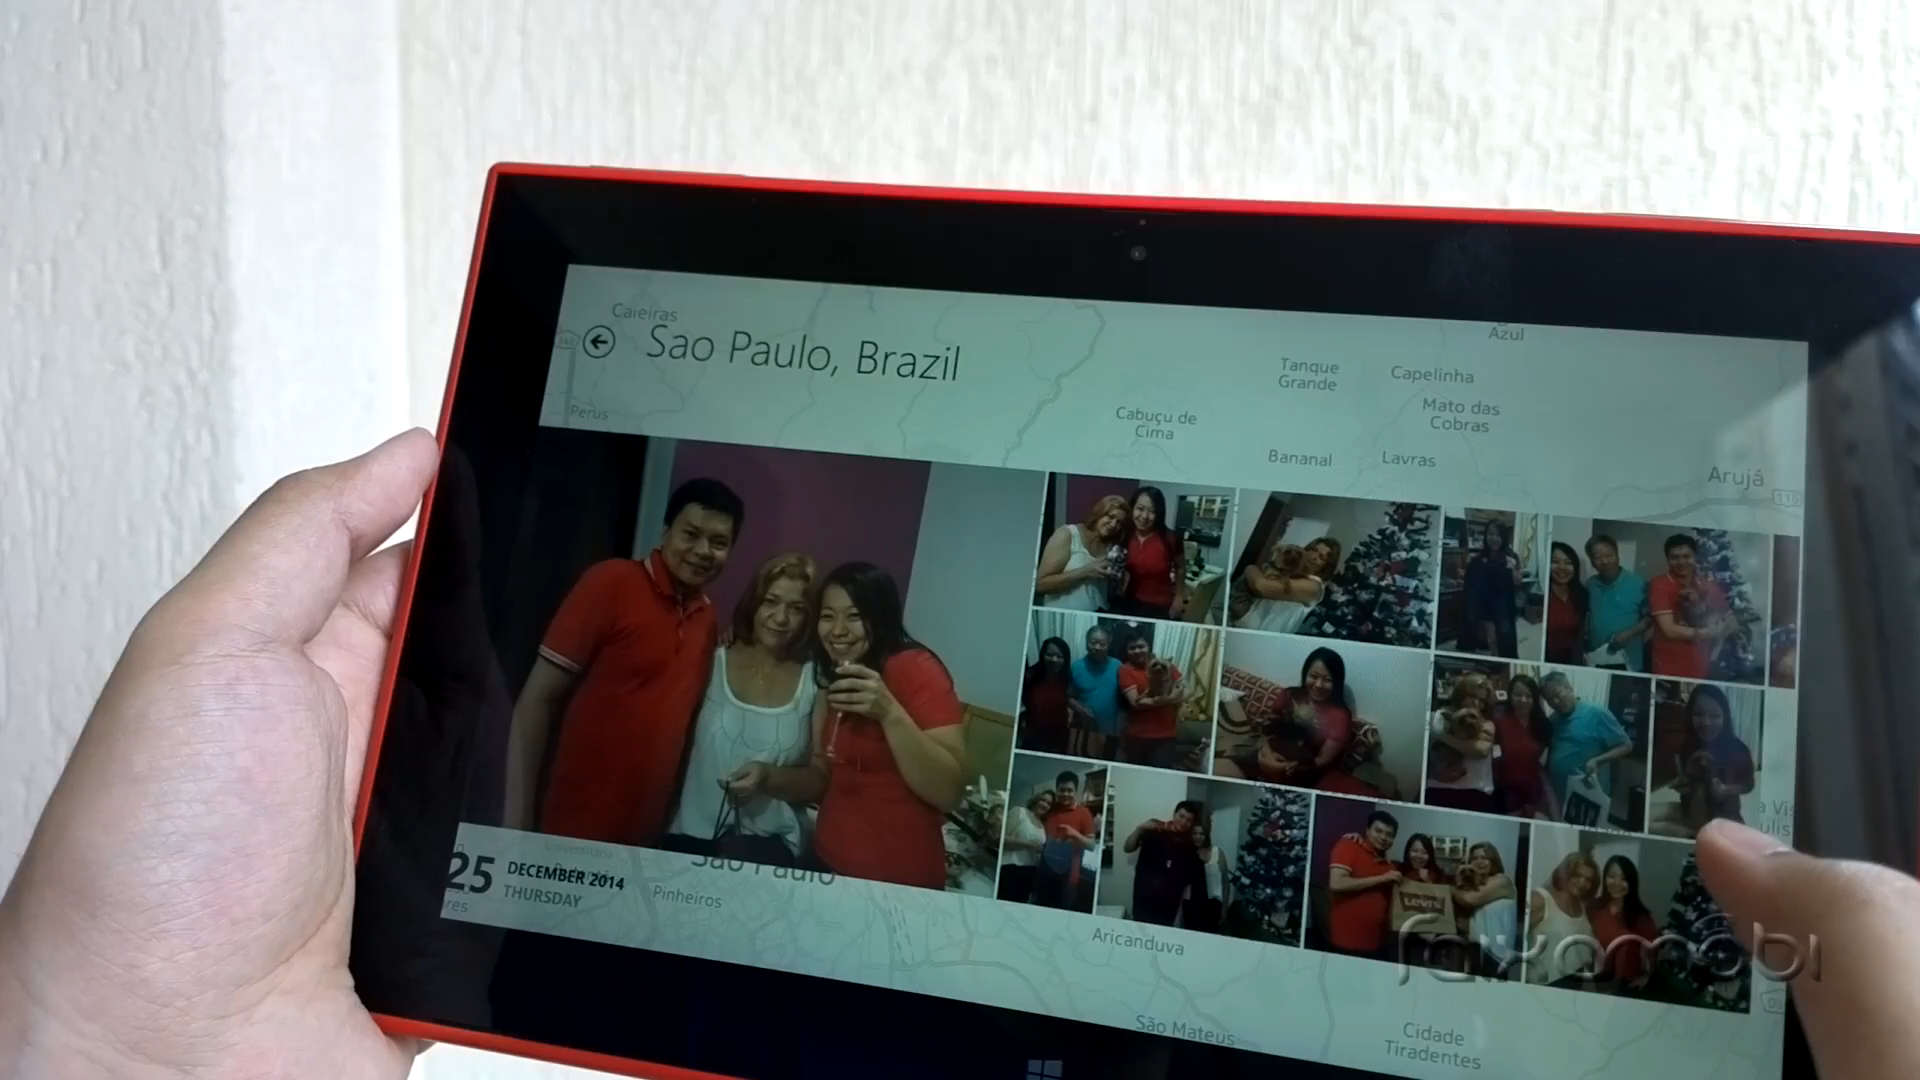 Caieiras
Sao Paulo, Brazil
Perus
Azul
Tanque
Grande
Capelinha
Mato das
Cobras
Cabuçu de
Cima
Bananal
Lavras
Arujá
25
DECEMBER 2014
THURSDAY
São Paulo
Pinheiros
Aricanduva
São Mateus
Cidade
Tiradentes
LEVI'S
faixamobi